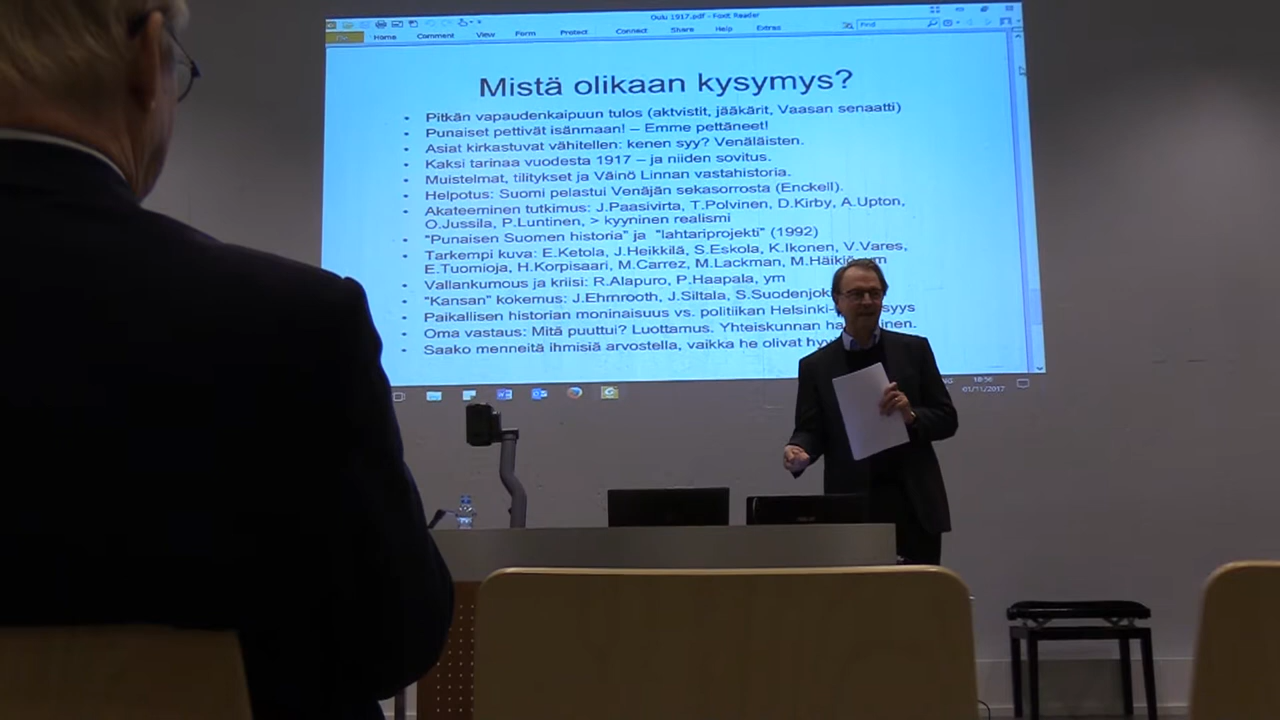 Oulu 1917.pdf - Foxit Reader
Home Comment View Form Protect Connect Share Help Extras Find
Mistä olikaan kysymys?
• Pitkän vapaudenkaipuun tulos (aktvistit, jääkärit, Vaasan senaatti)
• Punaiset pettivät isänmaan! – Emme pettäneet!
• Asiat kirkastuvat vähitellen: kenen syy? Venäläisten.
• Kaksi tarinaa vuodesta 1917 – ja niiden sovitus.
• Muistelmat, tilitykset ja Väinö Linnan vastahistoria.
• Helpotus: Suomi pelastui Venäjän sekasorrosta (Enckell).
• Akateeminen tutkimus: J.Paasivirta, T.Polvinen, D.Kirby, A.Upton,
O.Jussila, P.Luntinen, > kyyninen realismi
• "Punaisen Suomen historia" ja "lahtariprojekti" (1992)
• Tarkempi kuva: E.Ketola, J.Heikkilä, S.Eskola, K.Ikonen, V.Vares,
E.Tuomioja, H.Korpisaari, M.Carrez, M.Lackman, M.Häikiö, ym
• Vallankumous ja kriisi: R.Alapuro, P.Haapala, ym
• "Kansan" kokemus: J.Ehrnrooth, J.Siltala, S.Suodenjoki
• Paikallisen historian moninaisuus vs. politiikan Helsinki-
• Oma vastaus: Mitä puuttui? Luottamus. Yhteiskunnan
• Saako menneitä ihmisiä arvostella, vaikka he olivat
18:56
01/11/2017